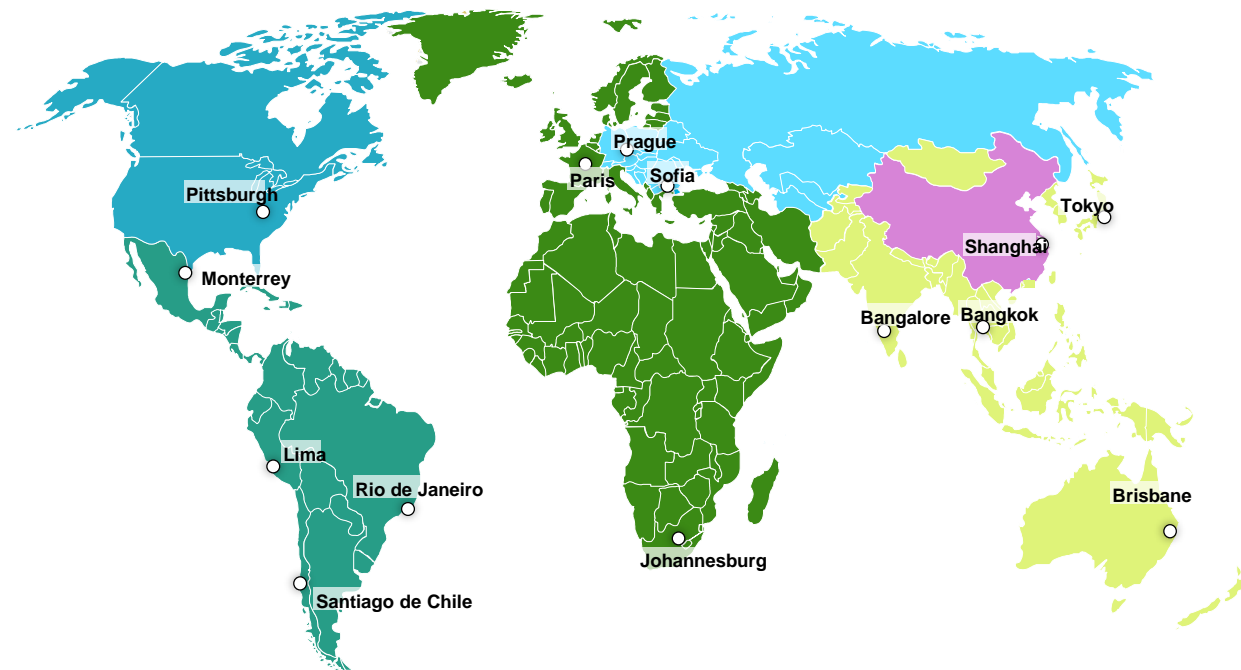 Prague
Paris
Sofia
Pittsburgh
Tokyo
Shanghai
Monterrey
Bangalore
Bangkok
Lima
Rio de Janeiro
Brisbane
Johannesburg
Santiago de Chile